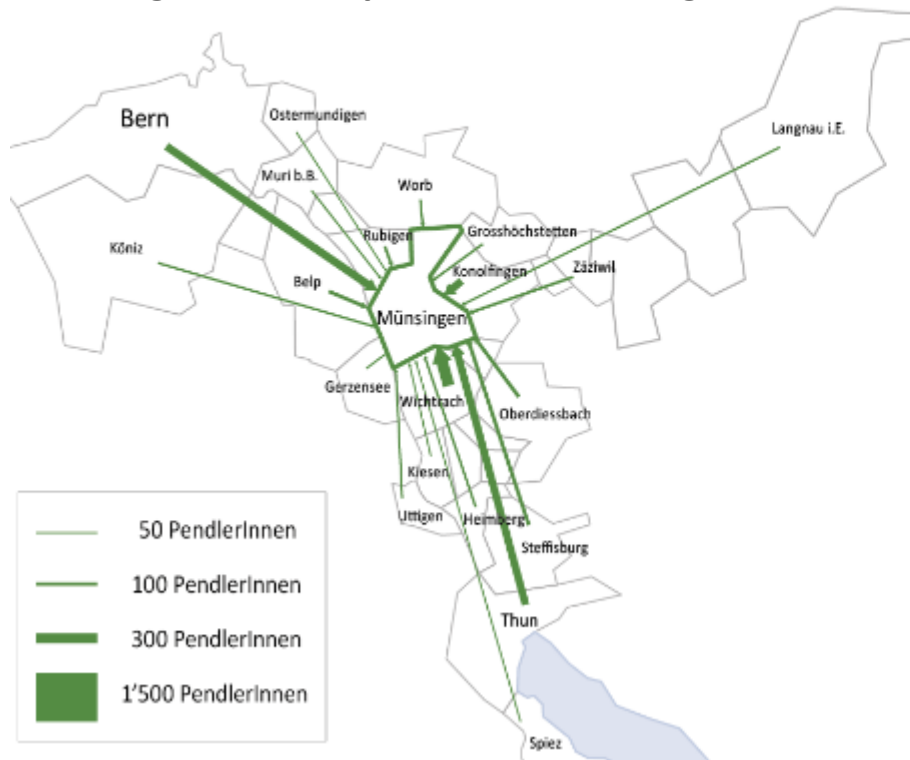 Bern
Ostermundigen
Langnau i.E.
Muri b.B.
Worb
Rubigen
Grosshöchstetten
Köniz
Konolfingen
Zäziwil
Belp
Münsingen
Gerzensee
Wichtrach
Oberdiessbach
Kiesen
Uttigen
Heimberg
Steffisburg
Thun
Spiez
50 PendlerInnen
100 PendlerInnen
300 PendlerInnen
1'500 PendlerInnen